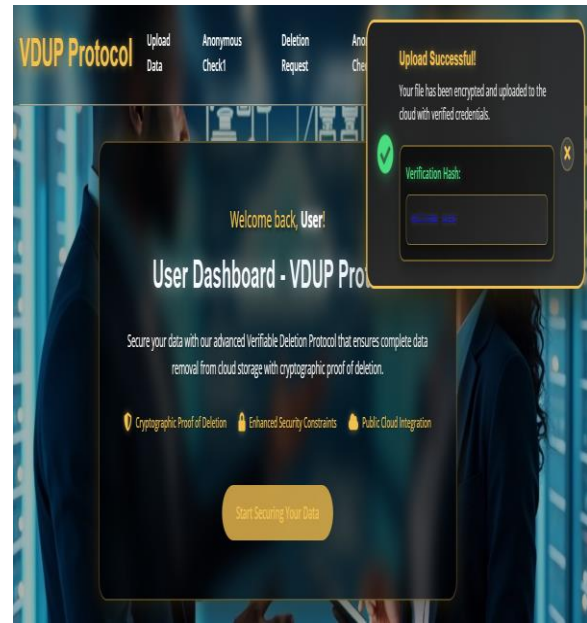 VDUP Protocol
Upload
Data
Anonymous
Check1
Deletion
Request
Upload Successful!
Your file has been encrypted and uploaded to the
cloud with verified credentials.
Verification Hash:
X
Welcome back, User!
User Dashboard - VDUP
Secure your data with our advanced Verifiable Deletion Protocol that ensures complete data
removal from cloud storage with cryptographic proof of deletion.
Cryptographic Proof of Deletion Enhanced Security Constraints Public Cloud Integration
Start Securing Your Data